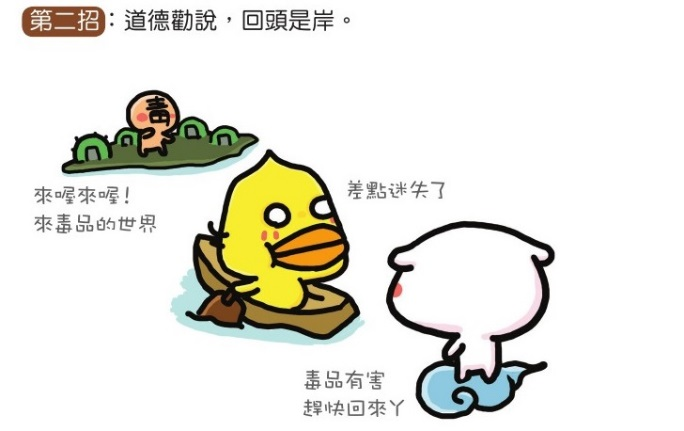 第二招：道德勸說，回頭是岸。
毒
來喔來喔！
來毒品的世界
差點迷失了
毒品有害
趕快回來丫